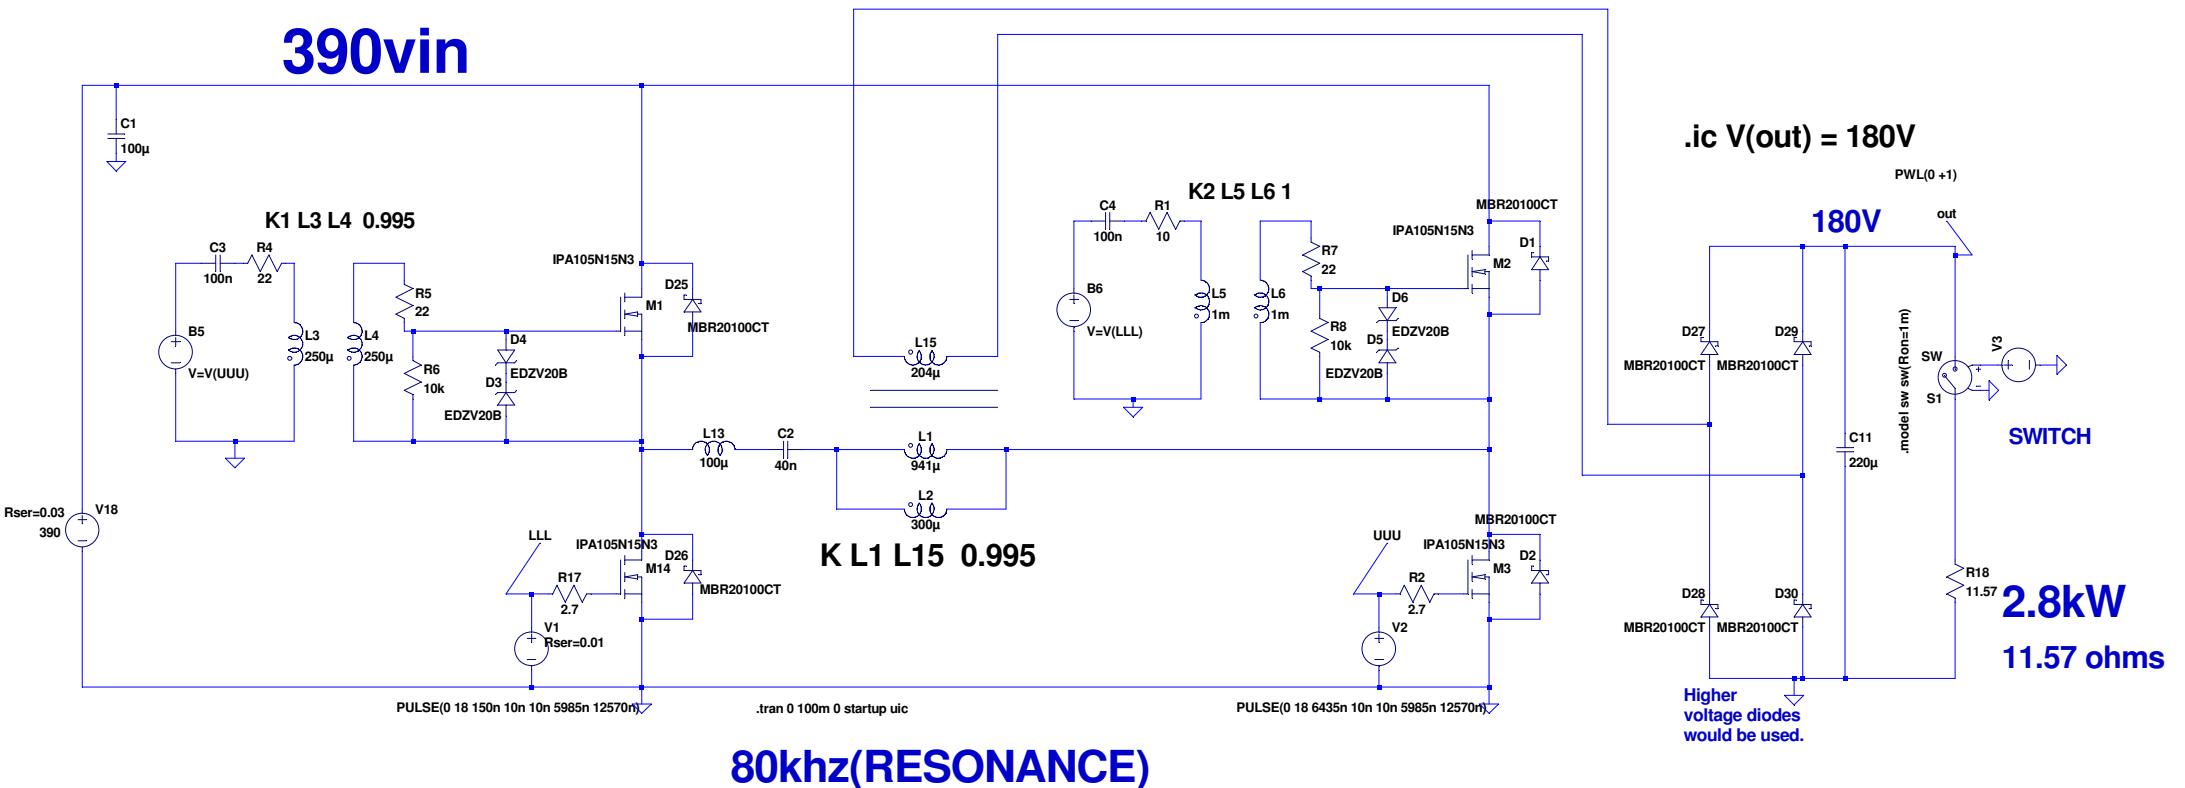 390vin
C1
100µ
K1 L3 L4  0.995
C3
100n
R4
22
B5
V=V(UUU)
L3
250µ
L4
250µ
R5
22
R6
10k
D4
EDZV20B
D3
EDZV20B
IPA105N15N3
M1
D25
MBR20100CT
Rser=0.03
390
V18
LLL
R17
2.7
V1
Rser=0.01
IPA105N15N3
M14
D26
MBR20100CT
PULSE(0 18 150n 10n 10n 5985n 12570n)
L13
100µ
C2
40n
L15
204µ
L1
941µ
L2
300µ
K L1 L15  0.995
.tran 0 100m 0 startup uic
80khz(RESONANCE)
K2 L5 L6 1
C4
100n
R1
10
B6
V=V(LLL)
L5
1m
L6
1m
R7
22
R8
10k
D6
EDZV20B
D5
EDZV20B
MBR20100CT
IPA105N15N3
M2
D1
UUU
R2
2.7
V2
MBR20100CT
IPA105N15N3
M3
D2
PULSE(0 18 6435n 10n 10n 5985n 12570n)
.ic V(out) = 180V
PWL(0 +1)
180V
out
D27
MBR20100CT
D29
MBR20100CT
D28
MBR20100CT
D30
MBR20100CT
C11
220µ
.model sw sw(Ron=1m)
SW
S1
V3
SWITCH
R18
11.57
2.8kW
11.57 ohms
Higher
voltage diodes
would be used.